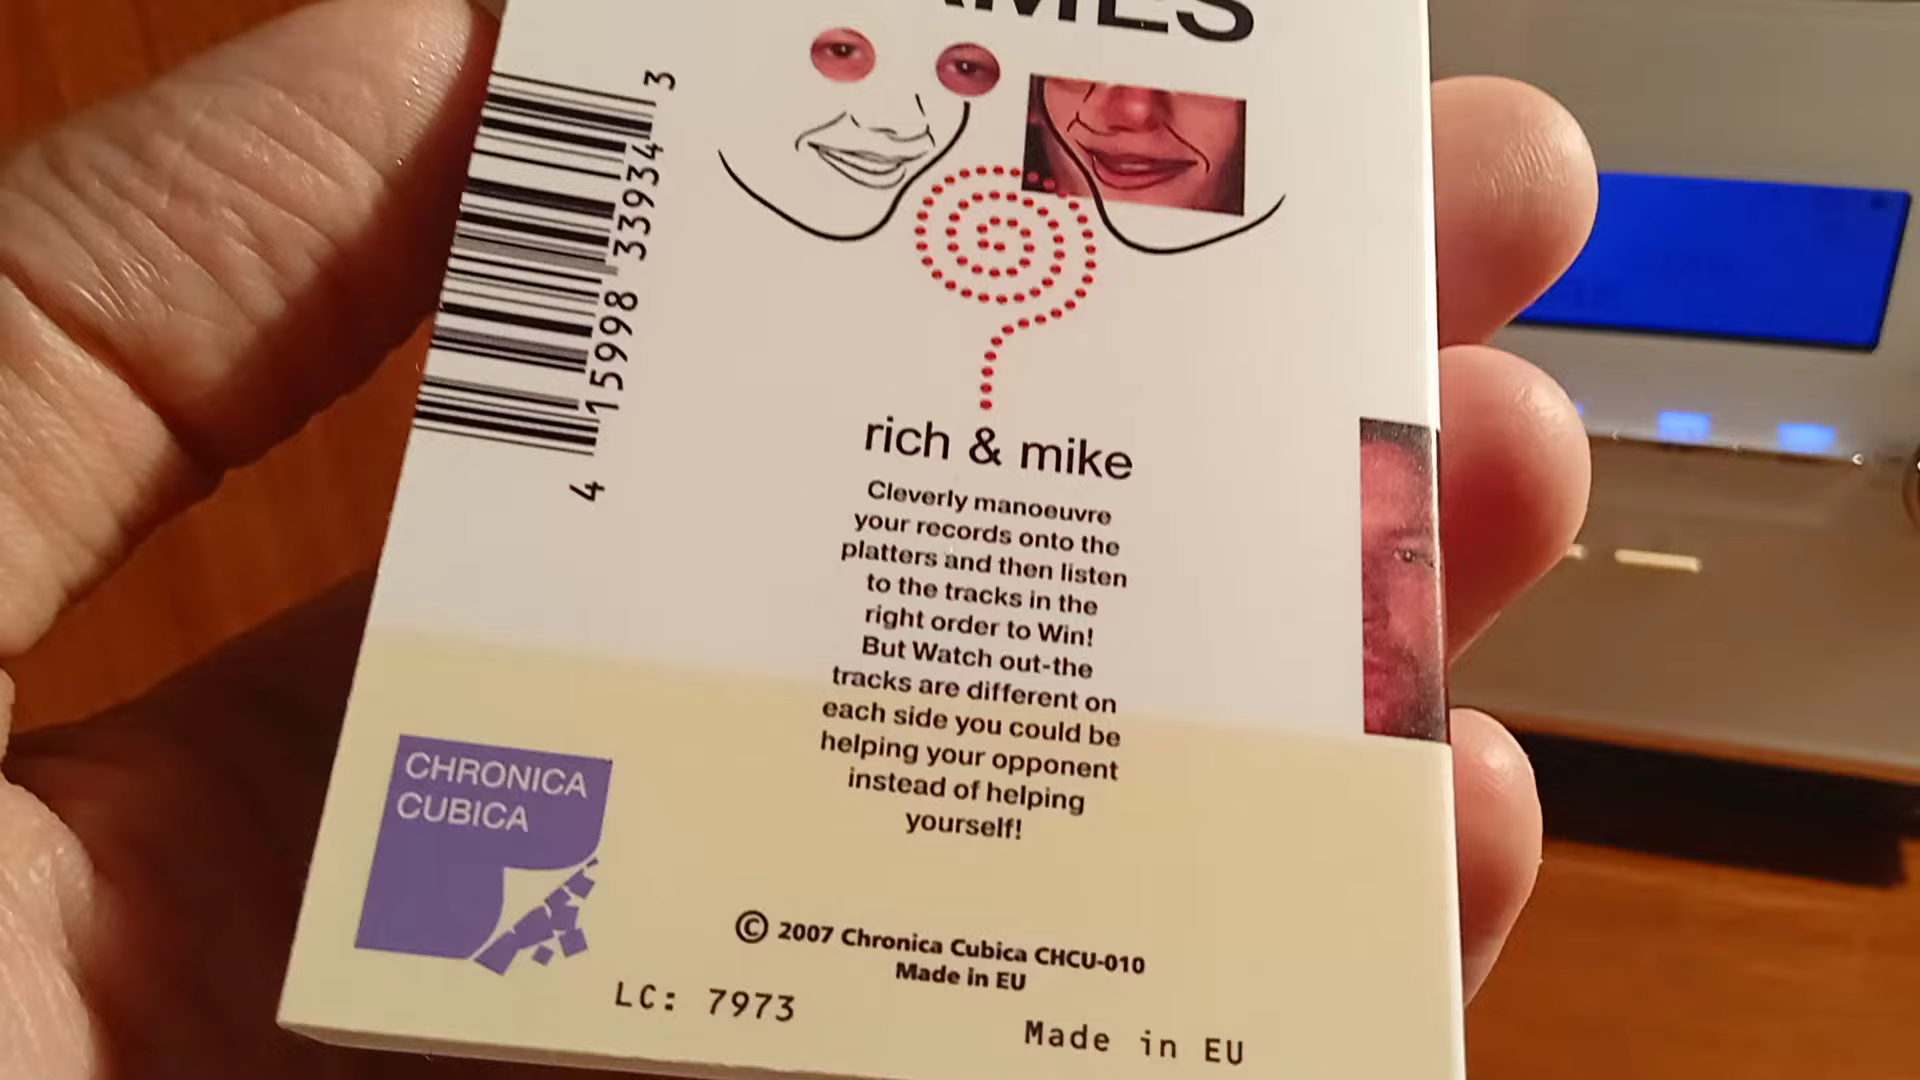 rich & mike
Cleverly manoeuvre
your records onto the
platters and then listen
to the tracks in the
right order to Win!
But Watch out-the
tracks are different on
each side you could be
helping your opponent
instead of helping
yourself!
CHRONICA
CUBICA
© 2007 Chronica Cubica CHCU-010
Made in EU
LC: 7973
Made in EU
4 15998 33934 3